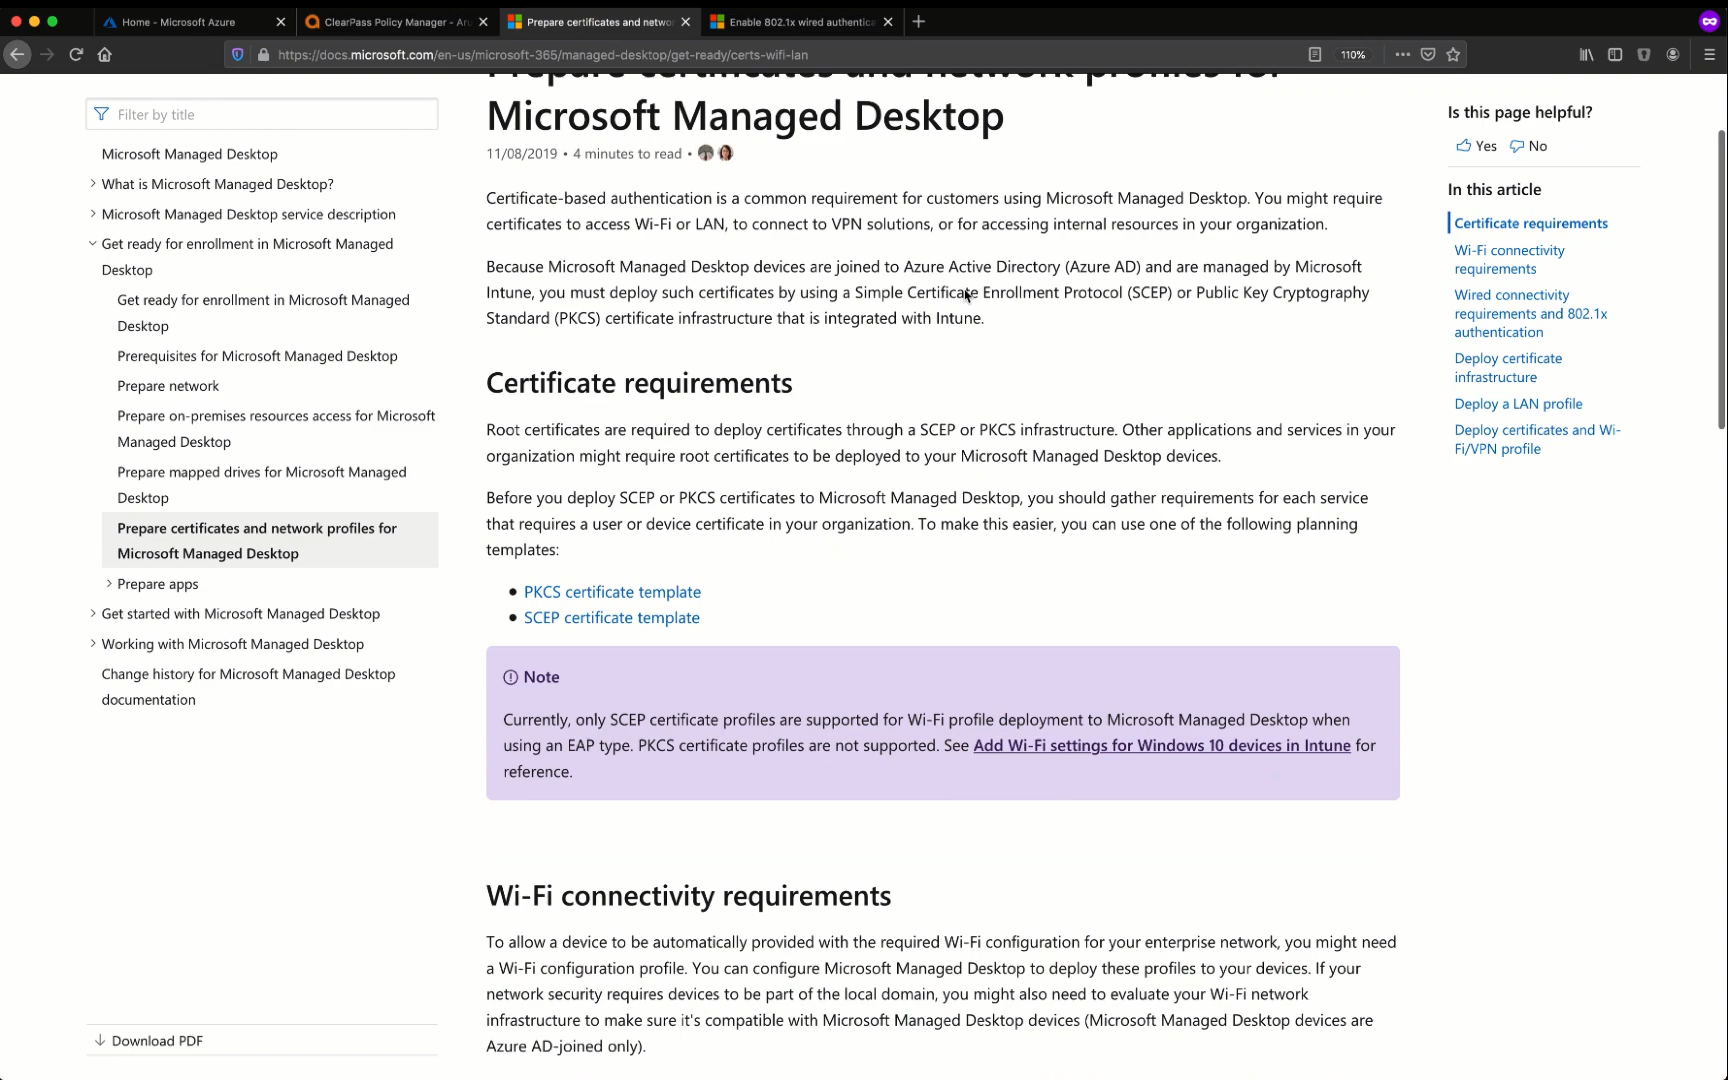 Home - Microsoft Azure
ClearPass Policy Manager - Aru
Prepare certificates and networ
Enable 802.1x wired authentica
https://docs.microsoft.com/en-us/microsoft-365/managed-desktop/get-ready/certs-wifi-lan
110%
Filter by title
Microsoft Managed Desktop
What is Microsoft Managed Desktop?
Microsoft Managed Desktop service description
Get ready for enrollment in Microsoft Managed
Desktop
Get ready for enrollment in Microsoft Managed
Desktop
Prerequisites for Microsoft Managed Desktop
Prepare network
Prepare on-premises resources access for Microsoft
Managed Desktop
Prepare mapped drives for Microsoft Managed
Desktop
Prepare certificates and network profiles for
Microsoft Managed Desktop
Prepare apps
Get started with Microsoft Managed Desktop
Working with Microsoft Managed Desktop
Change history for Microsoft Managed Desktop
documentation
Download PDF
Prepare certificates and network profiles for
Microsoft Managed Desktop
11/08/2019 • 4 minutes to read •
Certificate-based authentication is a common requirement for customers using Microsoft Managed Desktop. You might require
certificates to access Wi-Fi or LAN, to connect to VPN solutions, or for accessing internal resources in your organization.
Because Microsoft Managed Desktop devices are joined to Azure Active Directory (Azure AD) and are managed by Microsoft
Intune, you must deploy such certificates by using a Simple Certificate Enrollment Protocol (SCEP) or Public Key Cryptography
Standard (PKCS) certificate infrastructure that is integrated with Intune.
Certificate requirements
Root certificates are required to deploy certificates through a SCEP or PKCS infrastructure. Other applications and services in your
organization might require root certificates to be deployed to your Microsoft Managed Desktop devices.
Before you deploy SCEP or PKCS certificates to Microsoft Managed Desktop, you should gather requirements for each service
that requires a user or device certificate in your organization. To make this easier, you can use one of the following planning
templates:
• PKCS certificate template
• SCEP certificate template
Note
Currently, only SCEP certificate profiles are supported for Wi-Fi profile deployment to Microsoft Managed Desktop when
using an EAP type. PKCS certificate profiles are not supported. See Add Wi-Fi settings for Windows 10 devices in Intune for
reference.
Wi-Fi connectivity requirements
To allow a device to be automatically provided with the required Wi-Fi configuration for your enterprise network, you might need
a Wi-Fi configuration profile. You can configure Microsoft Managed Desktop to deploy these profiles to your devices. If your
network security requires devices to be part of the local domain, you might also need to evaluate your Wi-Fi network
infrastructure to make sure it's compatible with Microsoft Managed Desktop devices (Microsoft Managed Desktop devices are
Azure AD-joined only).
Is this page helpful?
Yes No
In this article
Certificate requirements
Wi-Fi connectivity
requirements
Wired connectivity
requirements and 802.1x
authentication
Deploy certificate
infrastructure
Deploy a LAN profile
Deploy certificates and Wi-
Fi/VPN profile